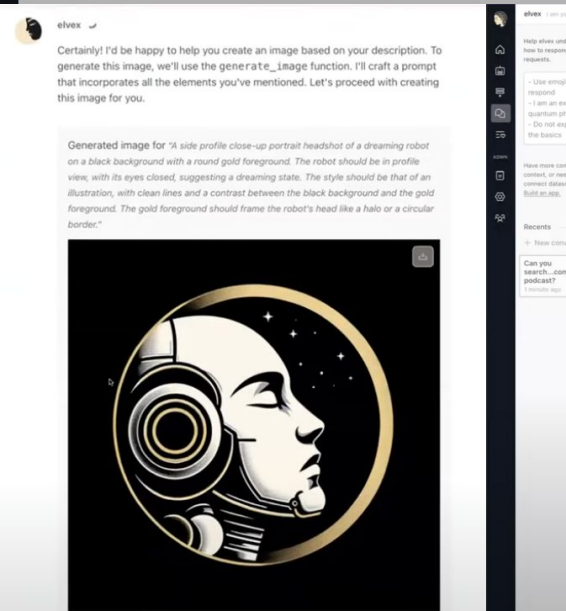 elvex
Certainly! I'd be happy to help you create an image based on your description. To
generate this image, we'll use the generate_image function. I'll craft a prompt
that incorporates all the elements you've mentioned. Let's proceed with creating
this image for you.
Generated image for "A side profile close-up portrait headshot of a dreaming robot
on a black background with a round gold foreground. The robot should be in profile
view, with its eyes closed, suggesting a dreaming state. The style should be that of an
illustration, with clean lines and a contrast between the black background and the gold
foreground. The gold foreground should frame the robot's head like a halo or a circular
border."
ADMIN
elvex I am yo
Help elvex und
how to respon
requests.
- Use emoji
respond
- I am an ex
quantum ph
- Do not exp
the basics
Have more con
context, or nee
connect datas
Build an app.
Recents
+ New conv
Can you
search...con
podcast?
1 minute ago